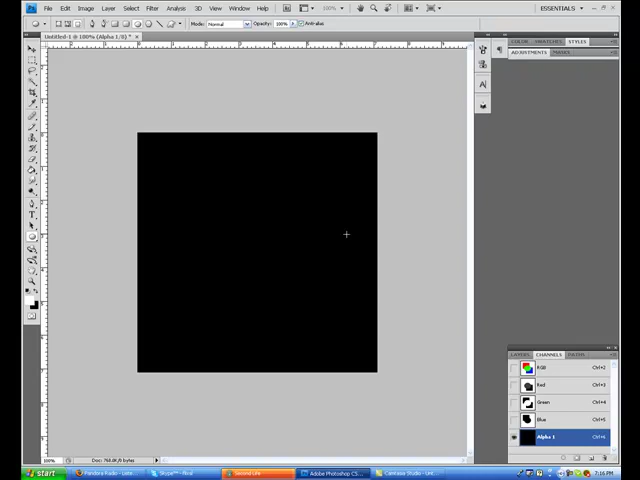 Ps File Edit Image Layer Select Filter Analysis 3D View Window Help 100% ESSENTIALS
Mode: Normal Opacity: 100% Anti-alias
Untitled-1 @ 100% (Alpha 1/8) *
COLOR SWATCHES STYLES
ADJUSTMENTS MASKS
LAYERS CHANNELS PATHS
RGB Ctrl+2
Red Ctrl+3
Green Ctrl+4
Blue Ctrl+5
Alpha 1 Ctrl+6
100% Doc: 768.0K/0 bytes
start Pandora Radio - Liste... Skype™ - Second Life Adobe Photoshop CS... Camtasia Studio - Unt... 7:16 PM